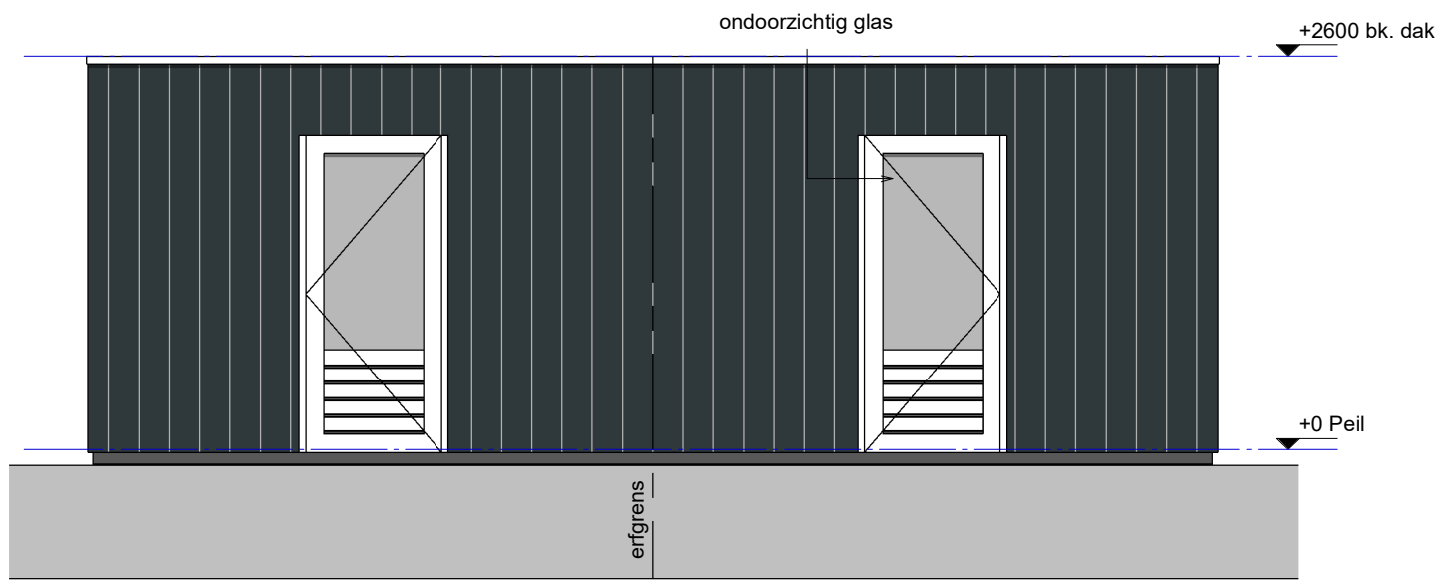 ondoorzichtig glas
+2600 bk. dak
+0 Peil
erfgrens